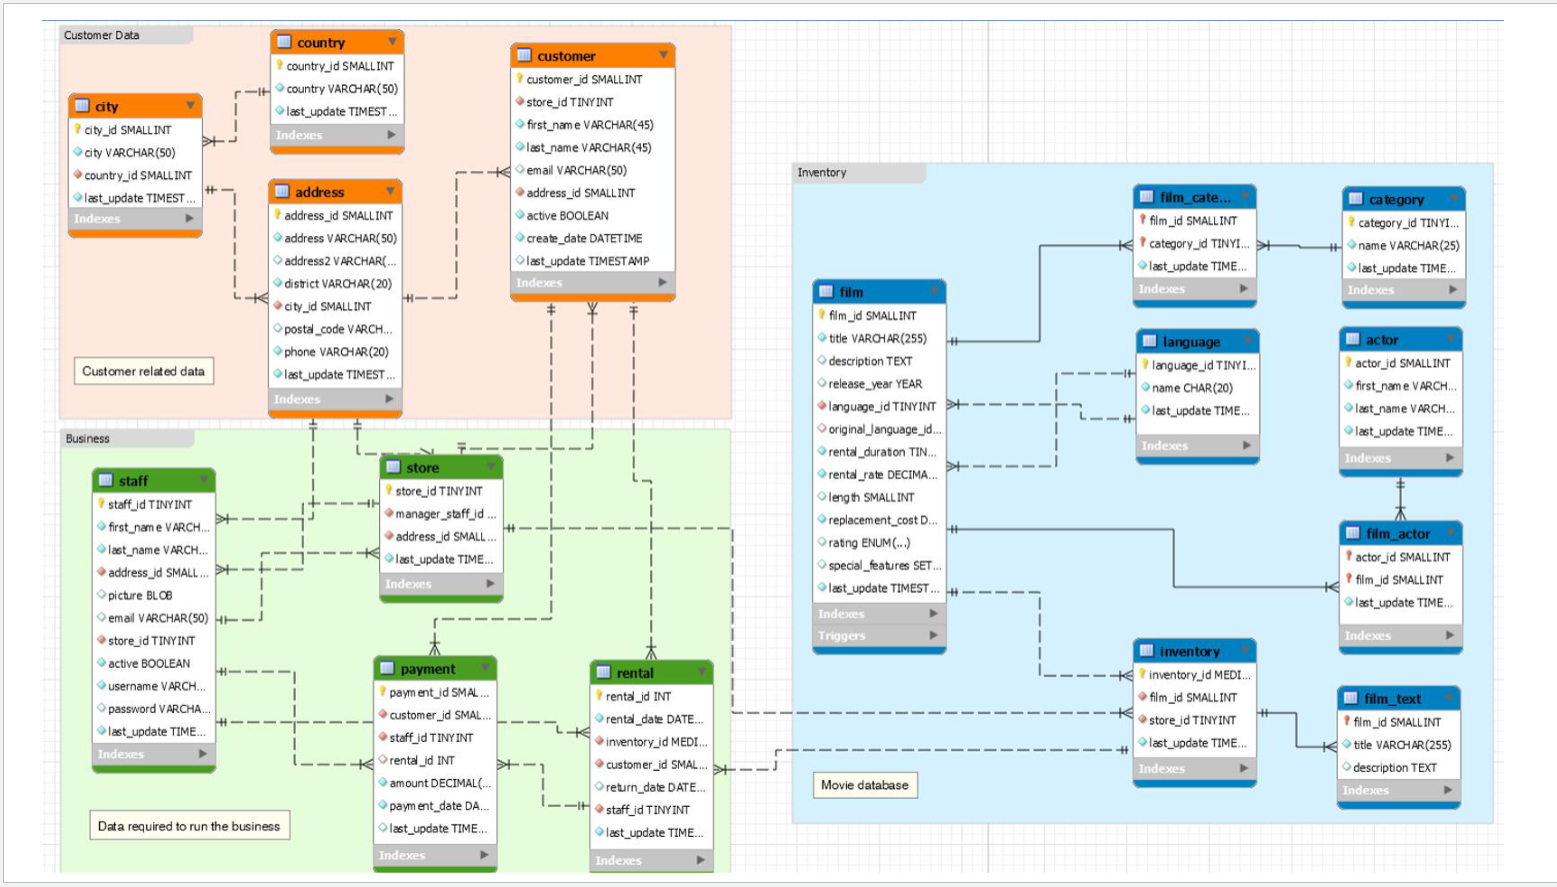 Customer Data
country
country_id SMALLINT
country VARCHAR(50)
last_update TIMEST...
Indexes
city
city_id SMALLINT
city VARCHAR(50)
country_id SMALLINT
last_update TIMEST...
Indexes
address
address_id SMALLINT
address VARCHAR(50)
address2 VARCHAR(...
district VARCHAR(20)
city_id SMALLINT
postal_code VARCH...
phone VARCHAR(20)
last_update TIMEST...
Indexes
customer
customer_id SMALLINT
store_id TINYINT
first_name VARCHAR(45)
last_name VARCHAR(45)
email VARCHAR(50)
address_id SMALLINT
active BOOLEAN
create_date DATETIME
last_update TIMESTAMP
Indexes
Customer related data
Business
staff
staff_id TINYINT
first_name VARCH...
last_name VARCH...
address_id SMALL...
picture BLOB
email VARCHAR(50)
store_id TINYINT
active BOOLEAN
username VARCH...
password VARCHA...
last_update TIME...
Indexes
store
store_id TINYINT
manager_staff_id ...
address_id SMALL...
last_update TIME...
Indexes
payment
payment_id SMAL...
customer_id SMAL...
staff_id TINYINT
rental_id INT
amount DECIMAL(...
payment_date DA...
last_update TIME...
Indexes
rental
rental_id INT
rental_date DATE...
inventory_id MEDI...
customer_id SMAL...
return_date DATE...
staff_id TINYINT
last_update TIME...
Indexes
Data required to run the business
Inventory
film
film_id SMALLINT
title VARCHAR(255)
description TEXT
release_year YEAR
language_id TINYINT
original_language_id...
rental_duration TIN...
rental_rate DECIMA...
length SMALLINT
replacement_cost D...
rating ENUM(...)
special_features SET...
last_update TIMEST...
Indexes
Triggers
film_cate...
film_id SMALLINT
category_id TINYI...
last_update TIME...
Indexes
category
category_id TINYI...
name VARCHAR(25)
last_update TIME...
Indexes
language
language_id TINYI...
name CHAR(20)
last_update TIME...
Indexes
actor
actor_id SMALLINT
first_name VARCH...
last_name VARCH...
last_update TIME...
Indexes
film_actor
actor_id SMALLINT
film_id SMALLINT
last_update TIME...
Indexes
inventory
inventory_id MEDI...
film_id SMALLINT
store_id TINYINT
last_update TIME...
Indexes
film_text
film_id SMALLINT
title VARCHAR(255)
description TEXT
Indexes
Movie database